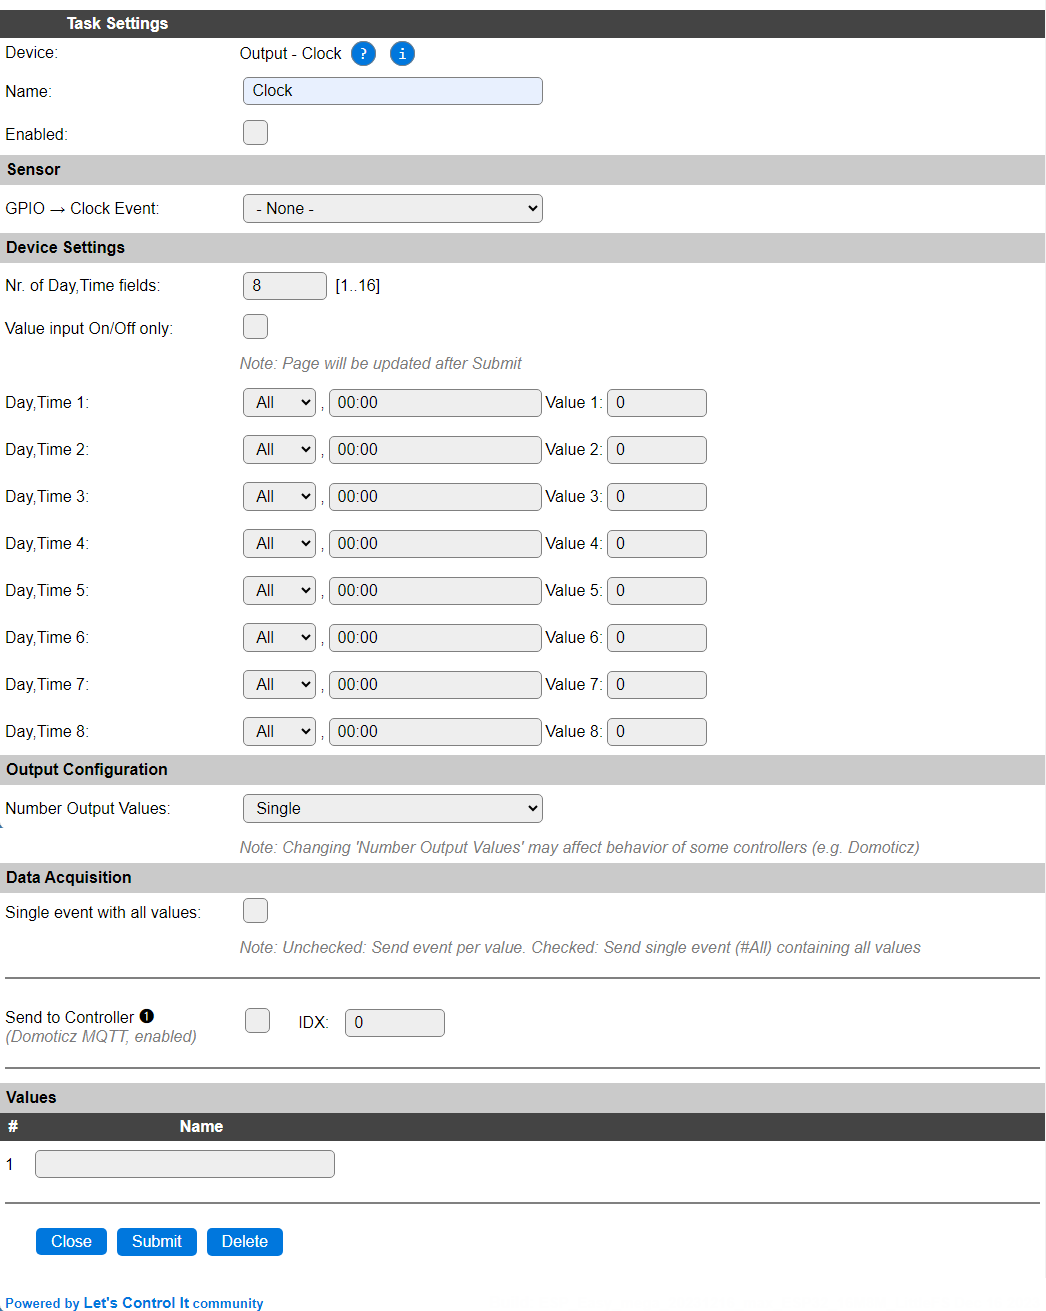 Task Settings
Device: Output - Clock ? i
Name: Clock
Enabled:
Sensor
GPIO → Clock Event: - None -
Device Settings
Nr. of Day,Time fields: 8 [1..16]
Value input On/Off only:
Note: Page will be updated after Submit
Day,Time 1: All , 00:00 Value 1: 0
Day,Time 2: All , 00:00 Value 2: 0
Day,Time 3: All , 00:00 Value 3: 0
Day,Time 4: All , 00:00 Value 4: 0
Day,Time 5: All , 00:00 Value 5: 0
Day,Time 6: All , 00:00 Value 6: 0
Day,Time 7: All , 00:00 Value 7: 0
Day,Time 8: All , 00:00 Value 8: 0
Output Configuration
Number Output Values: Single
Note: Changing 'Number Output Values' may affect behavior of some controllers (e.g. Domoticz)
Data Acquisition
Single event with all values:
Note: Unchecked: Send event per value. Checked: Send single event (#All) containing all values
Send to Controller ❶ IDX: 0
(Domoticz MQTT, enabled)
Values
# Name
1
Close Submit Delete
Powered by Let's Control It community